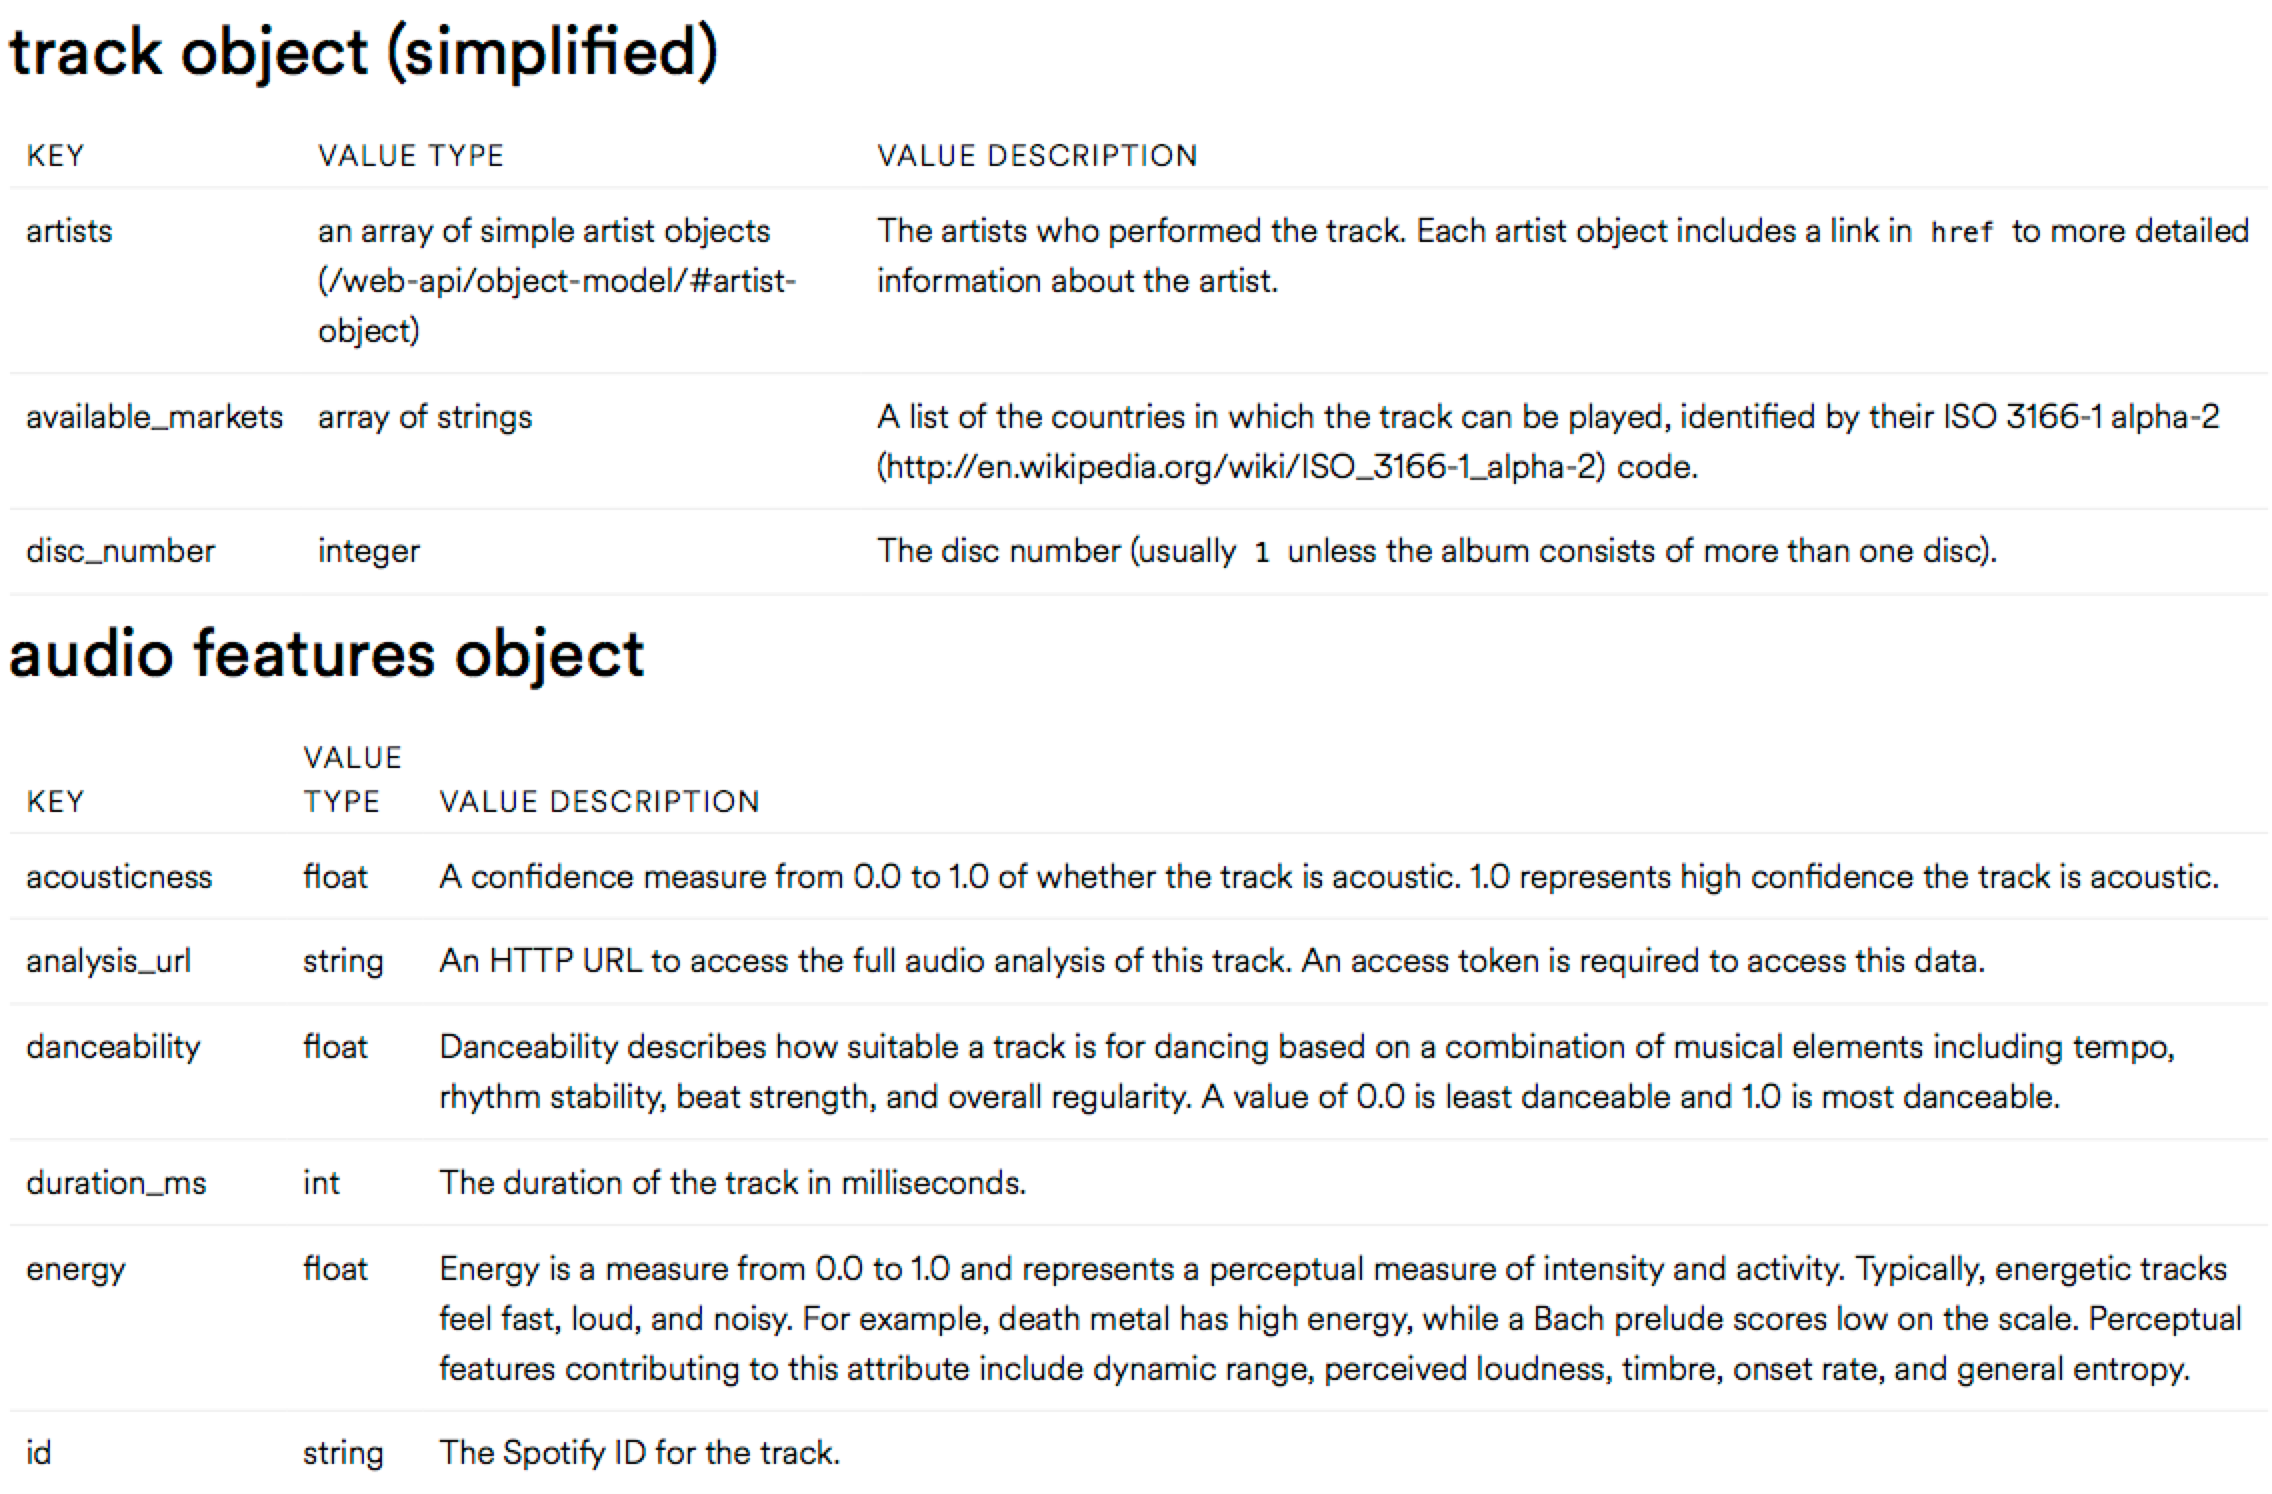 track object (simplified)
KEY VALUE TYPE VALUE DESCRIPTION
artists an array of simple artist objects The artists who performed the track. Each artist object includes a link in href to more detailed
(/web-api/object-model/#artist- information about the artist.
object)
available_markets array of strings A list of the countries in which the track can be played, identified by their ISO 3166-1 alpha-2
(http://en.wikipedia.org/wiki/ISO_3166-1_alpha-2) code.
disc_number integer The disc number (usually 1 unless the album consists of more than one disc).
audio features object
VALUE
KEY TYPE VALUE DESCRIPTION
acousticness float A confidence measure from 0.0 to 1.0 of whether the track is acoustic. 1.0 represents high confidence the track is acoustic.
analysis_url string An HTTP URL to access the full audio analysis of this track. An access token is required to access this data.
danceability float Danceability describes how suitable a track is for dancing based on a combination of musical elements including tempo,
rhythm stability, beat strength, and overall regularity. A value of 0.0 is least danceable and 1.0 is most danceable.
duration_ms int The duration of the track in milliseconds.
energy float Energy is a measure from 0.0 to 1.0 and represents a perceptual measure of intensity and activity. Typically, energetic tracks
feel fast, loud, and noisy. For example, death metal has high energy, while a Bach prelude scores low on the scale. Perceptual
features contributing to this attribute include dynamic range, perceived loudness, timbre, onset rate, and general entropy.
id string The Spotify ID for the track.